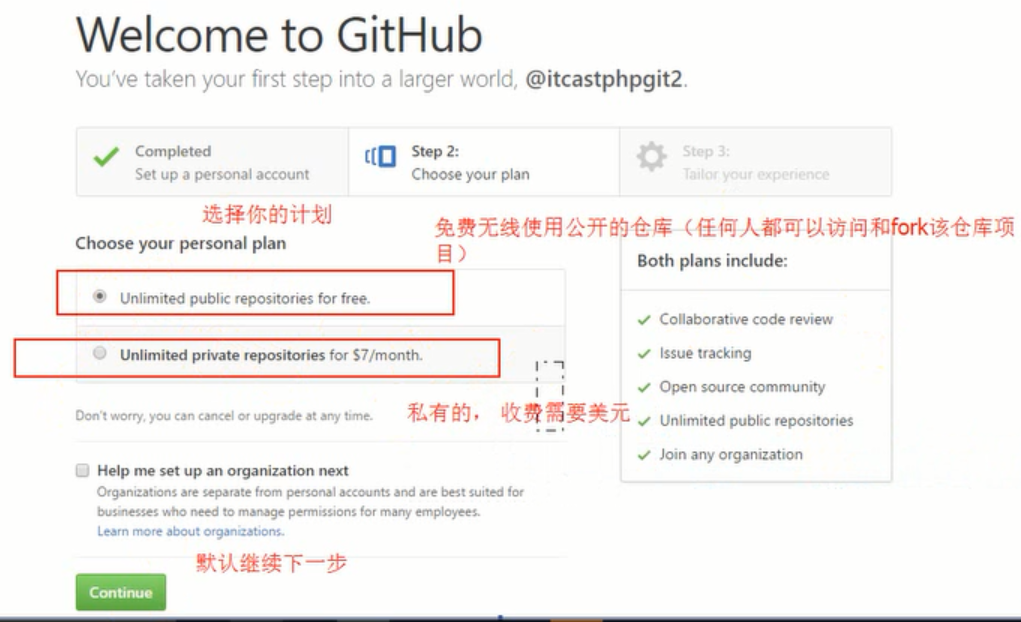 Welcome to GitHub
You've taken your first step into a larger world, @itcastphpgit2.
Completed
Set up a personal account
Step 2:
Choose your plan
Step 3:
Tailor your experience
选择你的计划
Choose your personal plan
免费无线使用公开的仓库（任何人都可以访问和fork该仓库项
目）
Unlimited public repositories for free.
Unlimited private repositories for $7/month.
Don't worry, you can cancel or upgrade at any time.
私有的， 收费需要美元
Both plans include:
Collaborative code review
Issue tracking
Open source community
Unlimited public repositories
Join any organization
Help me set up an organization next
Organizations are separate from personal accounts and are best suited for
businesses who need to manage permissions for many employees.
Learn more about organizations.
默认继续下一步
Continue